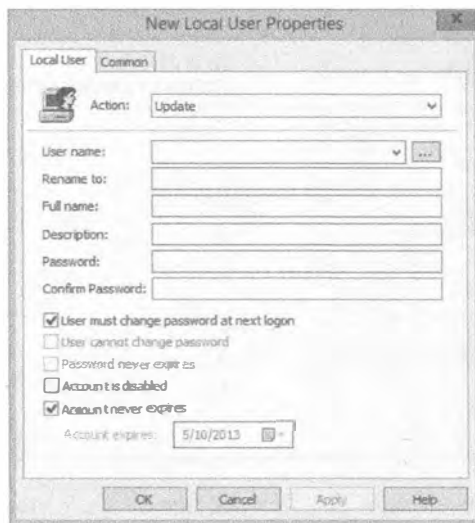 New Local User Properties
Local User Common
Action: Update
User name: ...
Rename to:
Full name:
Description:
Password:
Confirm Password:
User must change password at next logon
User cannot change password
Password never expires
Account is disabled
Account never expires
Account expires: 5/10/2013
OK Cancel Apply Help